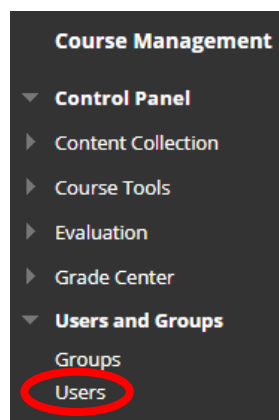 Course Management
Control Panel
Content Collection
Course Tools
Evaluation
Grade Center
Users and Groups
Groups
Users